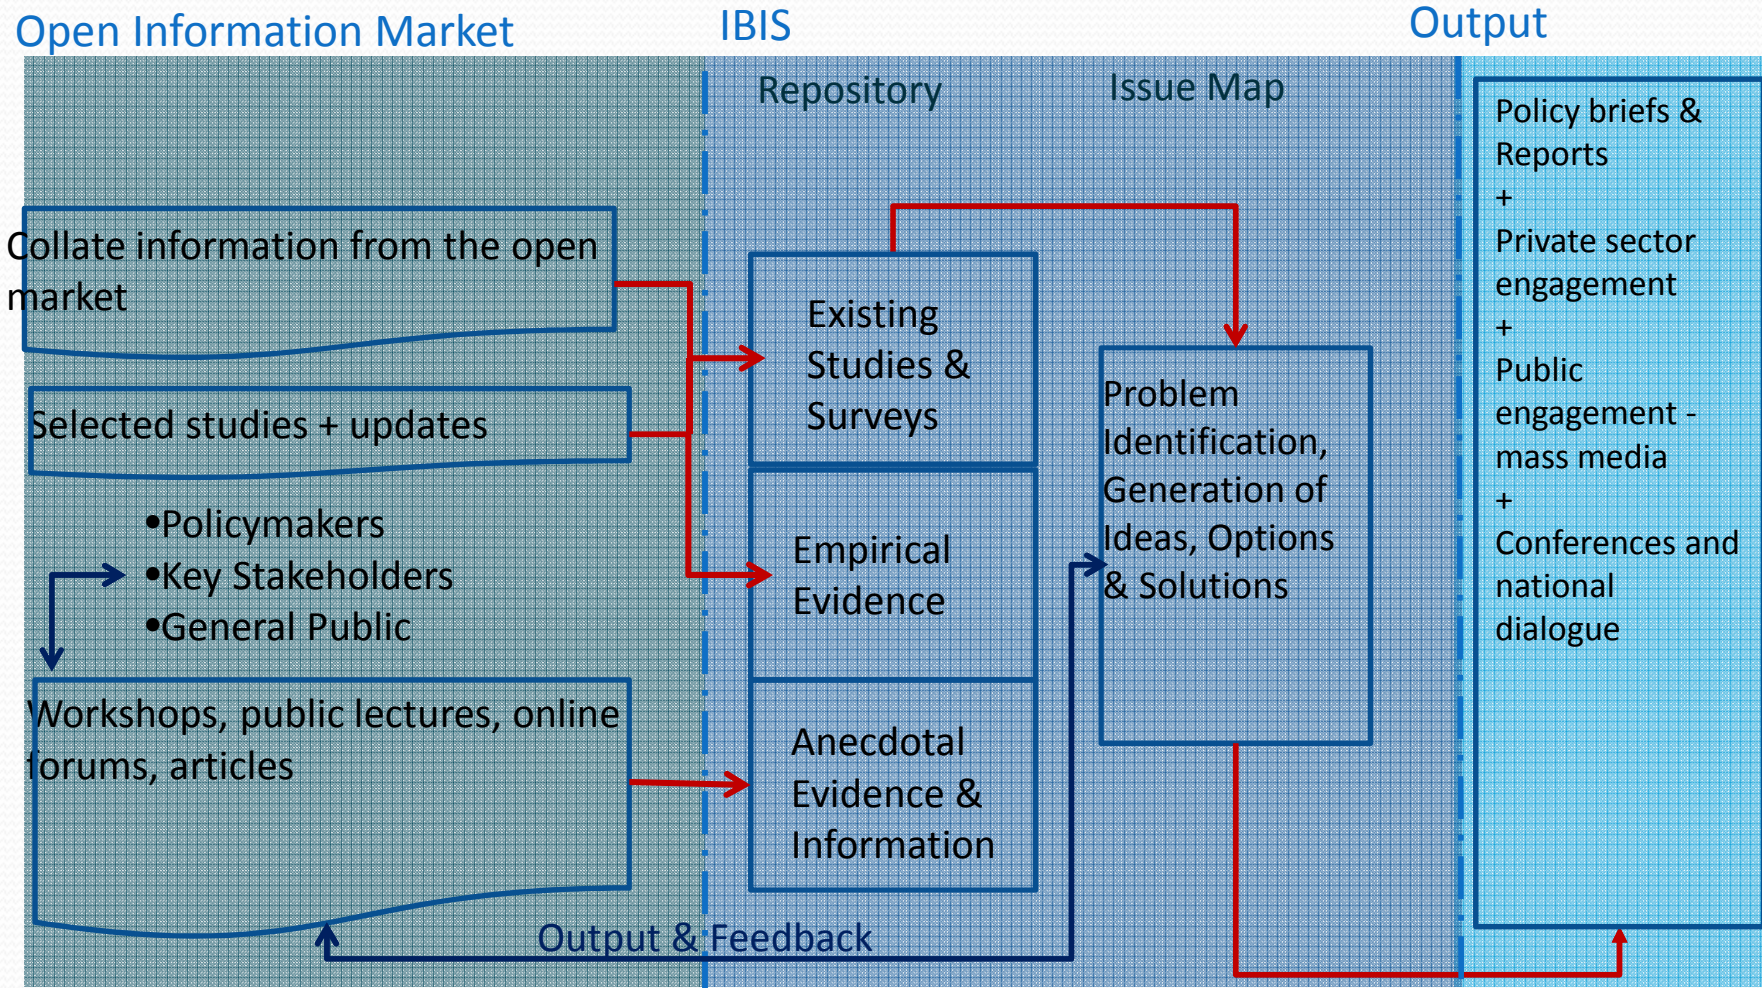 Open Information Market
IBIS
Output
Repository
Issue Map
Collate information from the open
market
Selected studies + updates
•Policymakers
•Key Stakeholders
•General Public
Workshops, public lectures, online
forums, articles
Existing
Studies &
Surveys
Empirical
Evidence
Anecdotal
Evidence &
Information
Output & Feedback
Problem
Identification,
Generation of
Ideas, Options
& Solutions
Policy briefs &
Reports
+
Private sector
engagement
+
Public
engagement -
mass media
+
Conferences and
national
dialogue